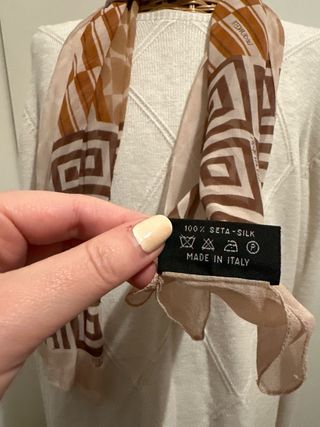 100% SETA-SILK
P
MADE IN ITALY